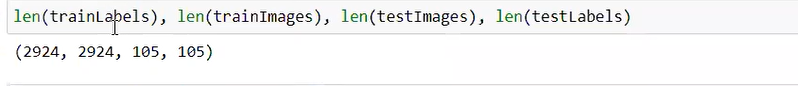 len(trainLabels), len(trainImages), len(testImages), len(testLabels)
(2924, 2924, 105, 105)